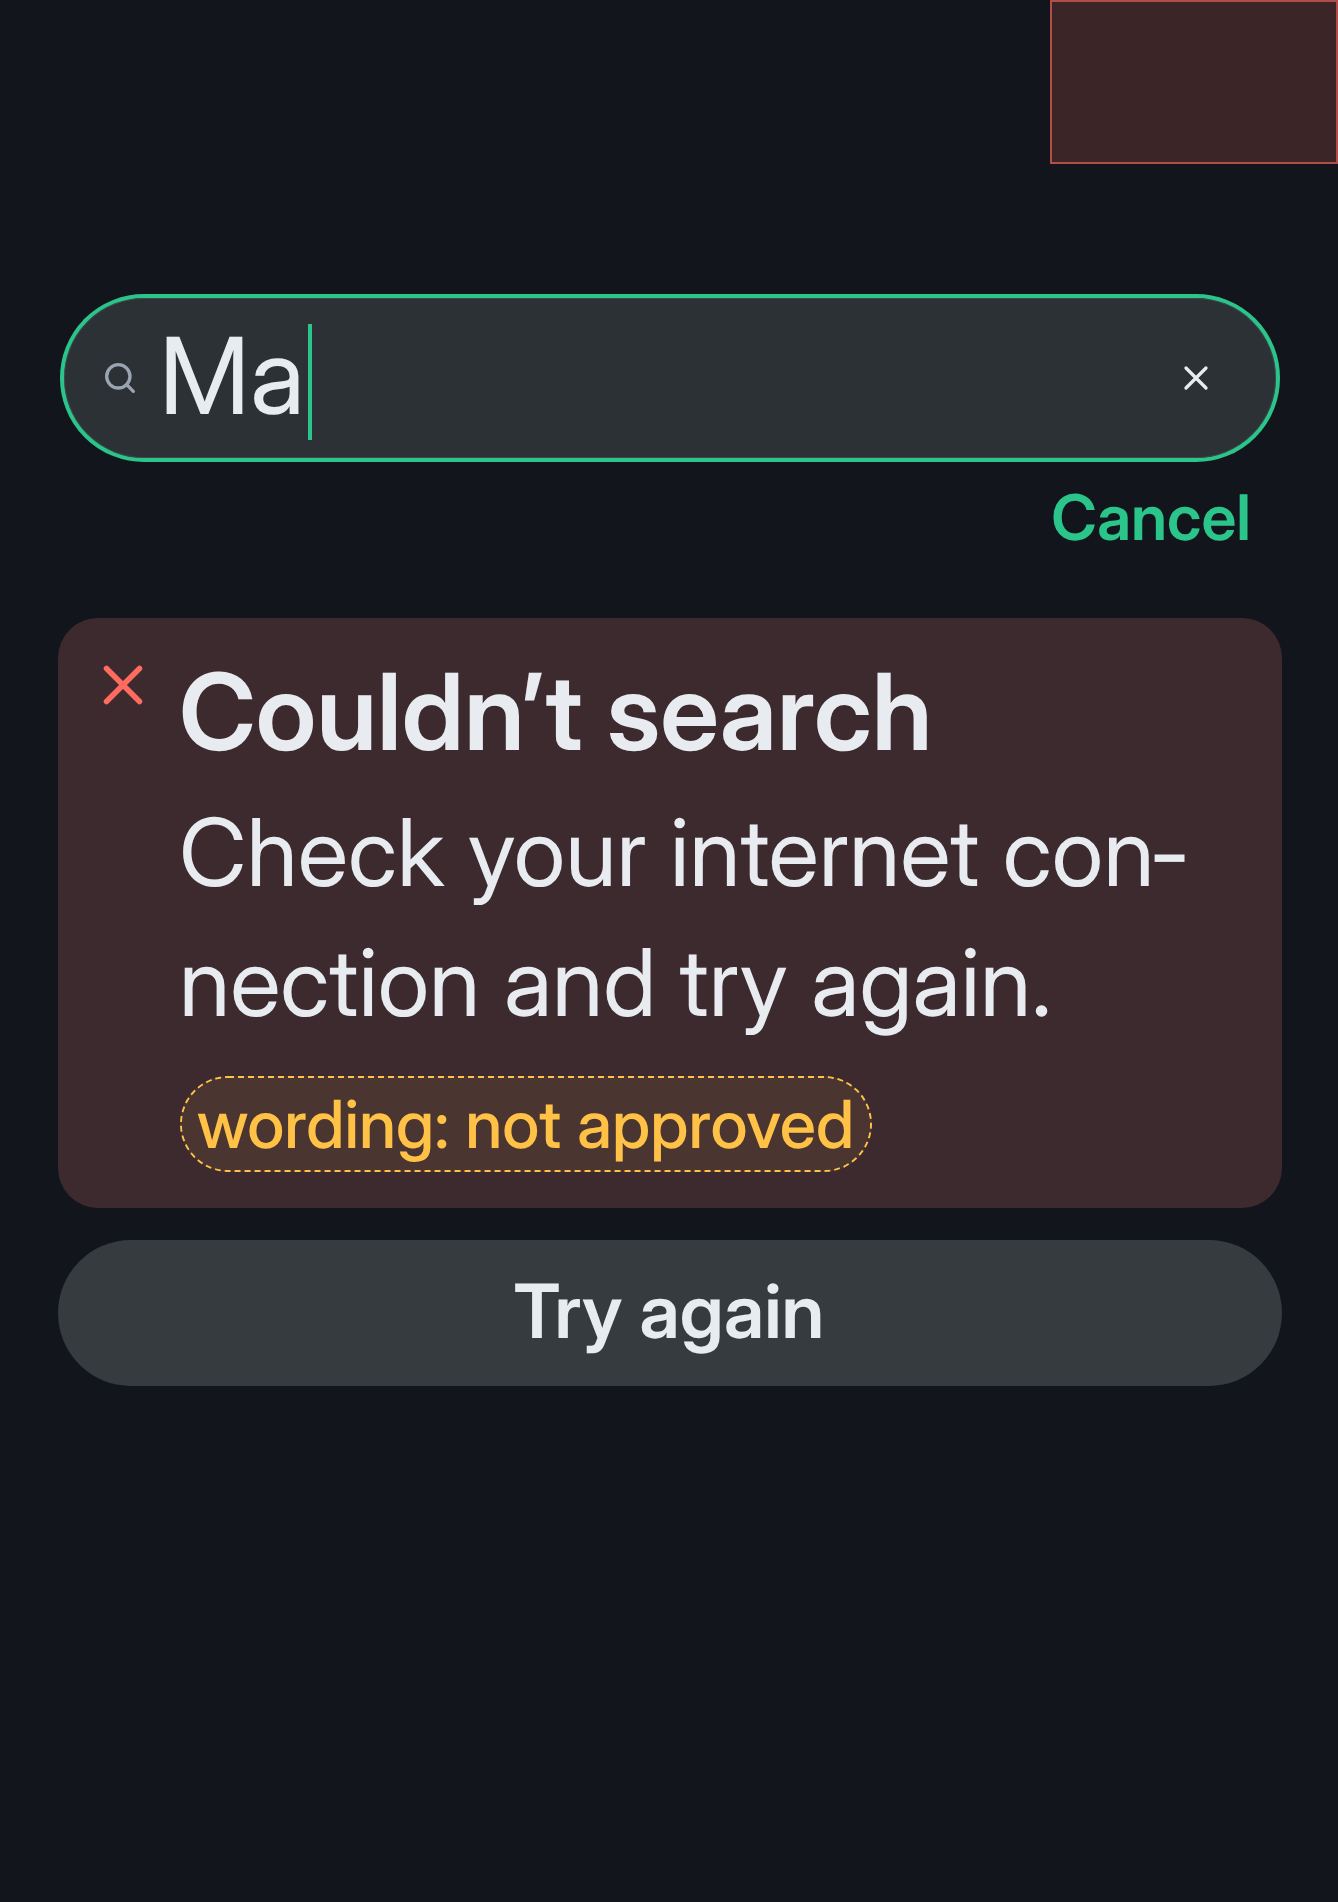 Ma
Cancel
Couldn’t search
Check your internet con-
nection and try again.
wording: not approved
Try again